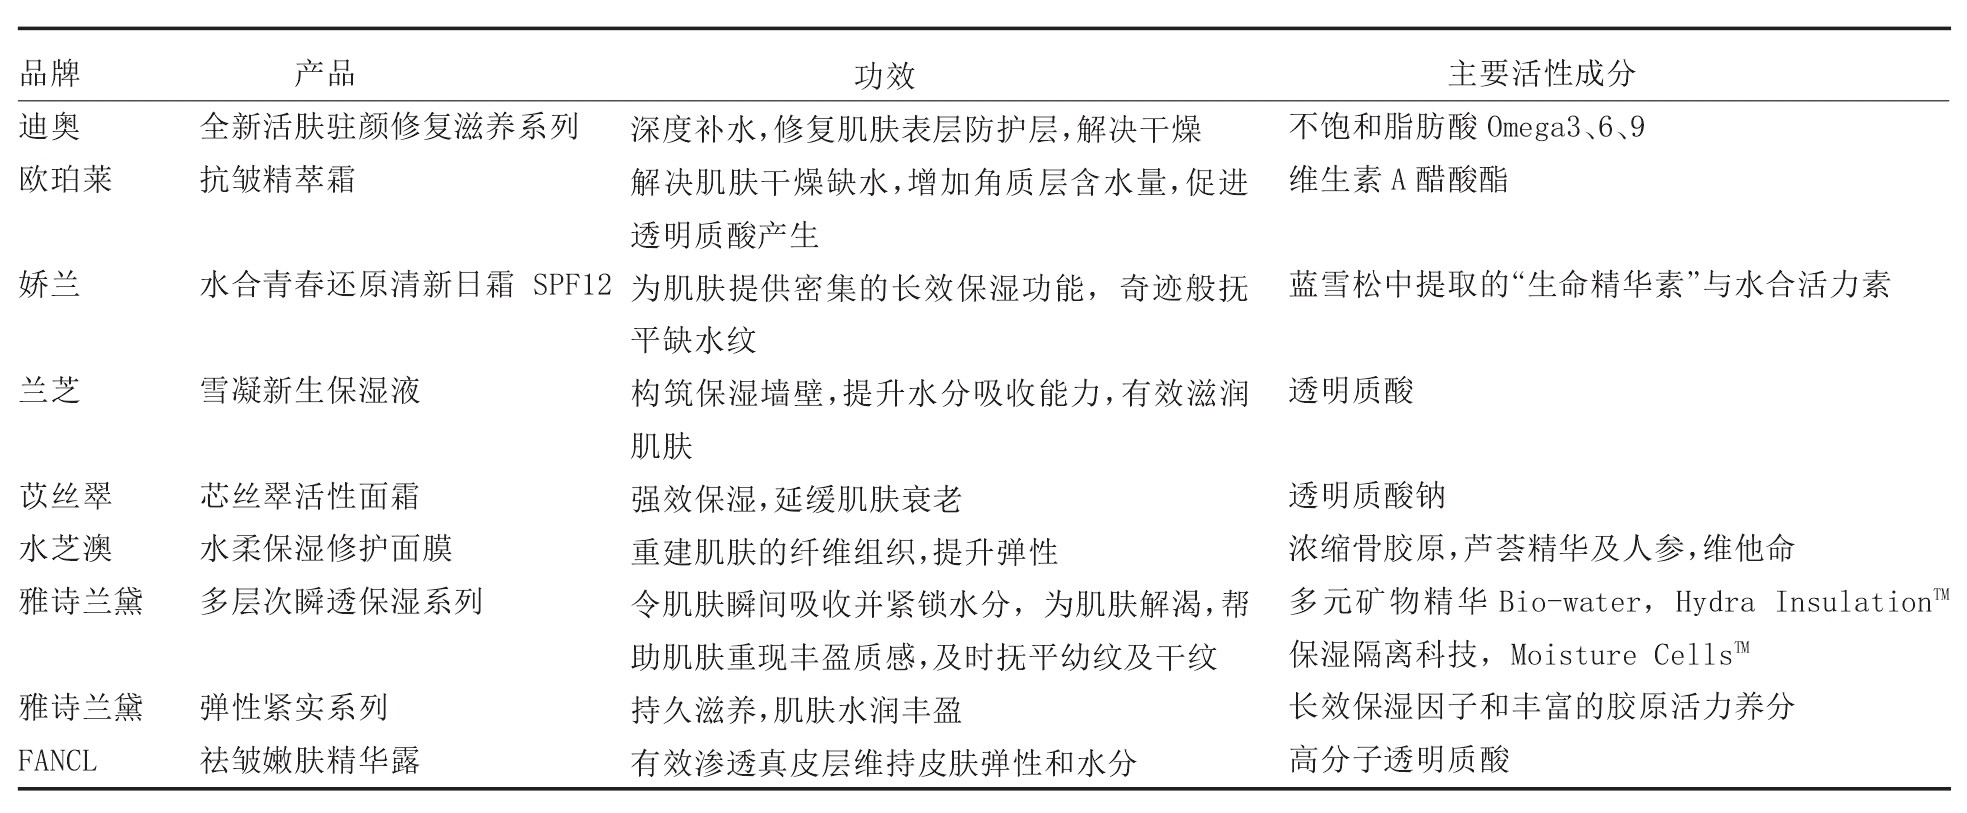 品牌 产品 功效 主要活性成分
迪奥 全新活肤驻颜修复滋养系列 深度补水,修复肌肤表层防护层,解决干燥 不饱和脂肪酸 Omega3、6、9
欧珀莱 抗皱精萃霜 解决肌肤干燥缺水,增加角质层含水量,促进 维生素 A 醋酸酯
透明质酸产生
娇兰 水合青春还原清新日霜 SPF12 为肌肤提供密集的长效保湿功能, 奇迹般抚 蓝雪松中提取的“生命精华素”与水合活力素
平缺水纹
兰芝 雪凝新生保湿液 构筑保湿墙壁,提升水分吸收能力,有效滋润 透明质酸
肌肤
苡丝翠 芯丝翠活性面霜 强效保湿,延缓肌肤衰老 透明质酸钠
水芝澳 水柔保湿修护面膜 重建肌肤的纤维组织,提升弹性 浓缩骨胶原,芦荟精华及人参,维他命
雅诗兰黛 多层次瞬透保湿系列 令肌肤瞬间吸收并紧锁水分, 为肌肤解渴,帮 多元矿物精华 Bio-water, Hydra Insulation™
助肌肤重现丰盈质感,及时抚平幼纹及干纹 保湿隔离科技, Moisture Cells™
雅诗兰黛 弹性紧实系列 持久滋养,肌肤水润丰盈 长效保湿因子和丰富的胶原活力养分
FANCL 祛皱嫩肤精华露 有效渗透真皮层维持皮肤弹性和水分 高分子透明质酸